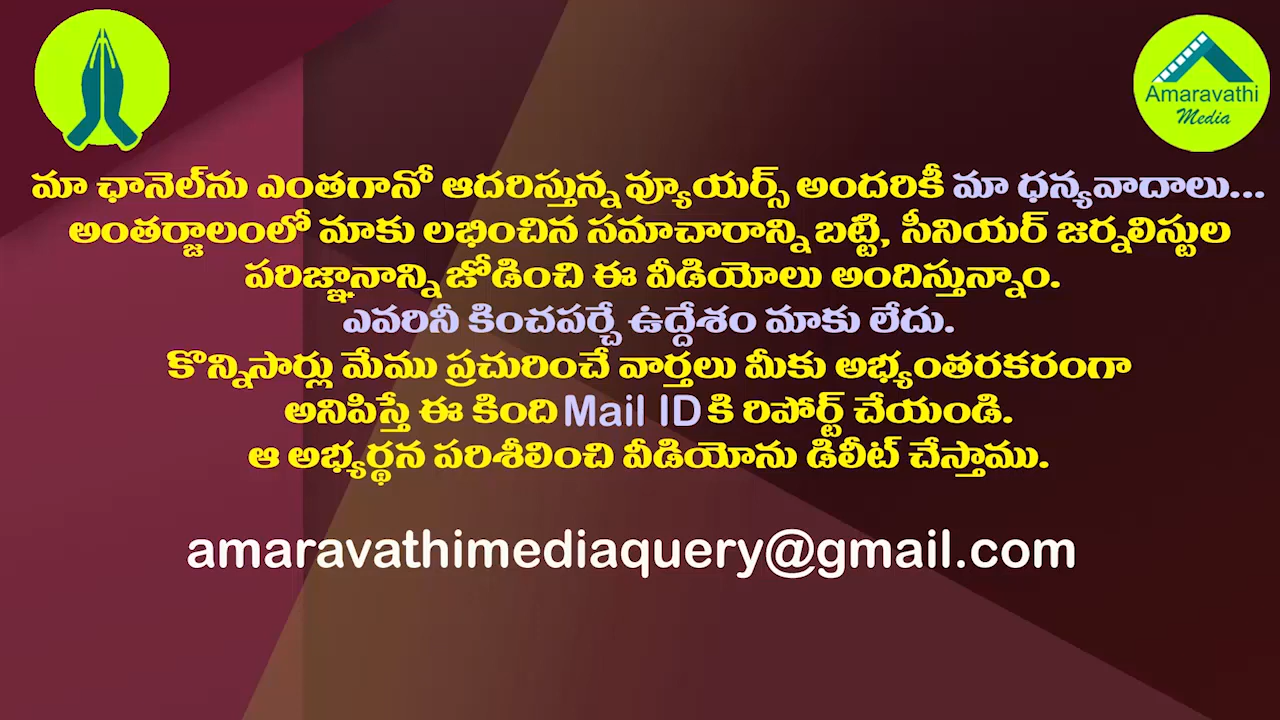 Amaravathi
Media
మా ఛానెల్‌ను ఎంతగానో ఆదరిస్తున్న వ్యూయర్స్ అందరికీ మా ధన్యవాదాలు...
అంతర్జాలంలో మాకు లభించిన సమాచారాన్ని బట్టి, సీనియర్ జర్నలిస్టుల
పరిజ్ఞానాన్ని జోడించి ఈ వీడియోలు అందిస్తున్నాం.
ఎవరినీ కించపర్చే ఉద్దేశం మాకు లేదు.
కొన్నిసార్లు మేము ప్రచురించే వార్తలు మీకు అభ్యంతరకరంగా
అనిపిస్తే ఈ కింది Mail ID కి రిపోర్ట్ చేయండి.
ఆ అభ్యర్థన పరిశీలించి వీడియోను డిలీట్ చేస్తాము.
amaravathimediaquery@gmail.com